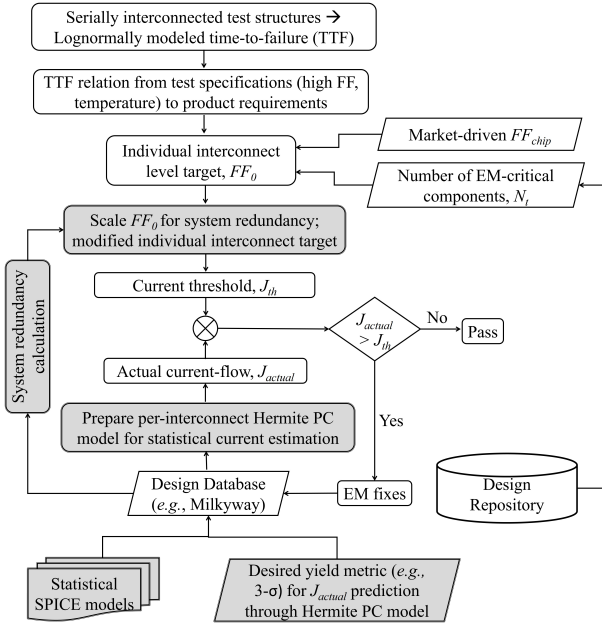 Serially interconnected test structures →
Lognormally modeled time-to-failure (TTF)
TTF relation from test specifications (high FF,
temperature) to product requirements
Market-driven FFchip
Individual interconnect
level target, FF0
Number of EM-critical
components, Nt
Scale FF0 for system redundancy;
modified individual interconnect target
System redundancy
calculation
Current threshold, Jth
Jactual
> Jth
No
Pass
Actual current-flow, Jactual
Prepare per-interconnect Hermite PC
model for statistical current estimation
Yes
Design Database
(e.g., Milkyway)
EM fixes
Design
Repository
Statistical
SPICE models
Desired yield metric (e.g.,
3-σ) for Jactual prediction
through Hermite PC model